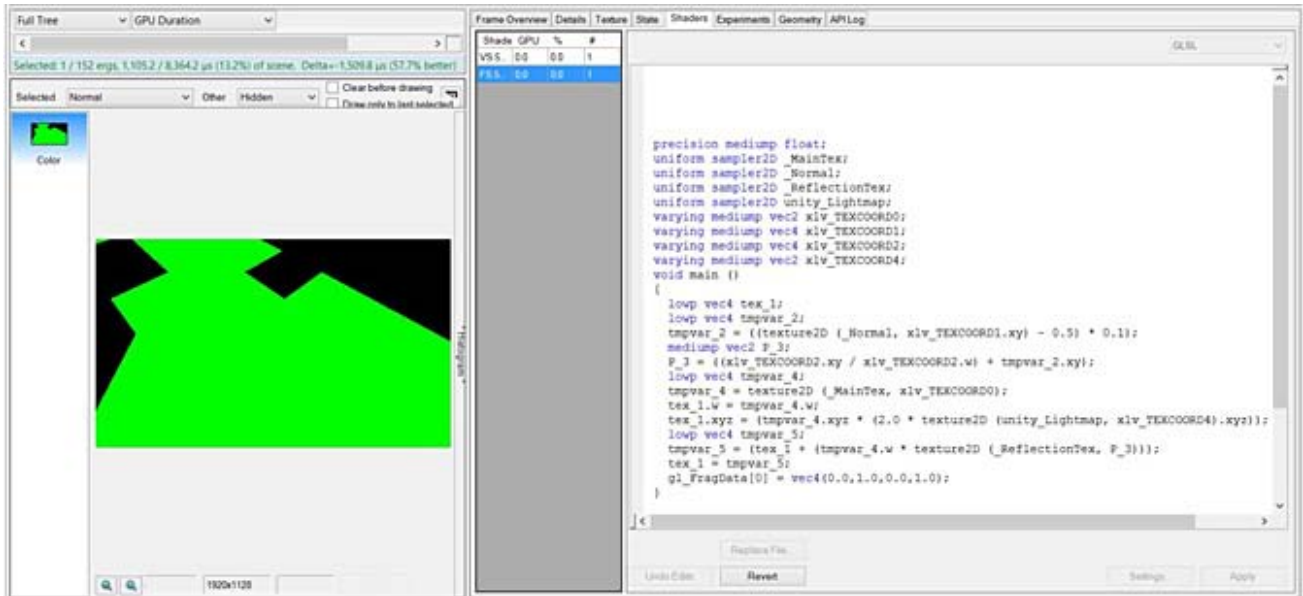 Full Tree GPU Duration
Selected: 1 / 152 ergs, 1,105.2 / 8,364.2 µs (13.2%) of scene. Delta=-1,509.8 µs (57.7% better)
Selected Normal Other Hidden Clear before drawing
Draw only to last selected
Color
*Histogram*
1920x1128
Frame Overview Details Texture State Shaders Experiments Geometry API Log
Shade GPU % #
VS S.. 0.0 0.0 1
FS S.. 0.0 0.0 1
GLSL
precision mediump float;
uniform sampler2D _MainTex;
uniform sampler2D _Normal;
uniform sampler2D _ReflectionTex;
uniform sampler2D unity_Lightmap;
varying mediump vec2 xlv_TEXCOORD0;
varying mediump vec4 xlv_TEXCOORD1;
varying mediump vec4 xlv_TEXCOORD2;
varying mediump vec2 xlv_TEXCOORD4;
void main ()
{
lowp vec4 tex_1;
lowp vec4 tmpvar_2;
tmpvar_2 = ((texture2D (_Normal, xlv_TEXCOORD1.xy) - 0.5) * 0.1);
mediump vec2 P_3;
P_3 = ((xlv_TEXCOORD2.xy / xlv_TEXCOORD2.w) + tmpvar_2.xy);
lowp vec4 tmpvar_4;
tmpvar_4 = texture2D (_MainTex, xlv_TEXCOORD0);
tex_1.w = tmpvar_4.w;
tex_1.xyz = (tmpvar_4.xyz * (2.0 * texture2D (unity_Lightmap, xlv_TEXCOORD4).xyz));
lowp vec4 tmpvar_5;
tmpvar_5 = (tex_1 + (tmpvar_4.w * texture2D (_ReflectionTex, P_3)));
tex_1 = tmpvar_5;
gl_FragData[0] = vec4(0.0,1.0,0.0,1.0);
}
Replace File...
Undo Edits Revert Settings Apply